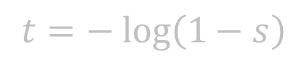 t = − log(1 − s)